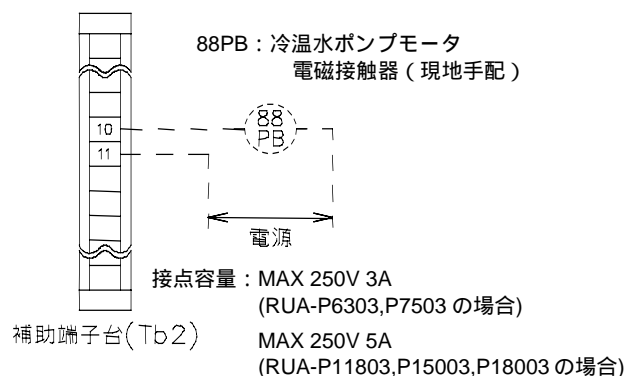 88PB：冷温水ポンプモータ
電磁接触器（現地手配）
88
PB
10
11
電源
接点容量：MAX 250V 3A
(RUA-P6303,P7503 の場合)
補助端子台(Tb2)
MAX 250V 5A
(RUA-P11803,P15003,P18003 の場合)